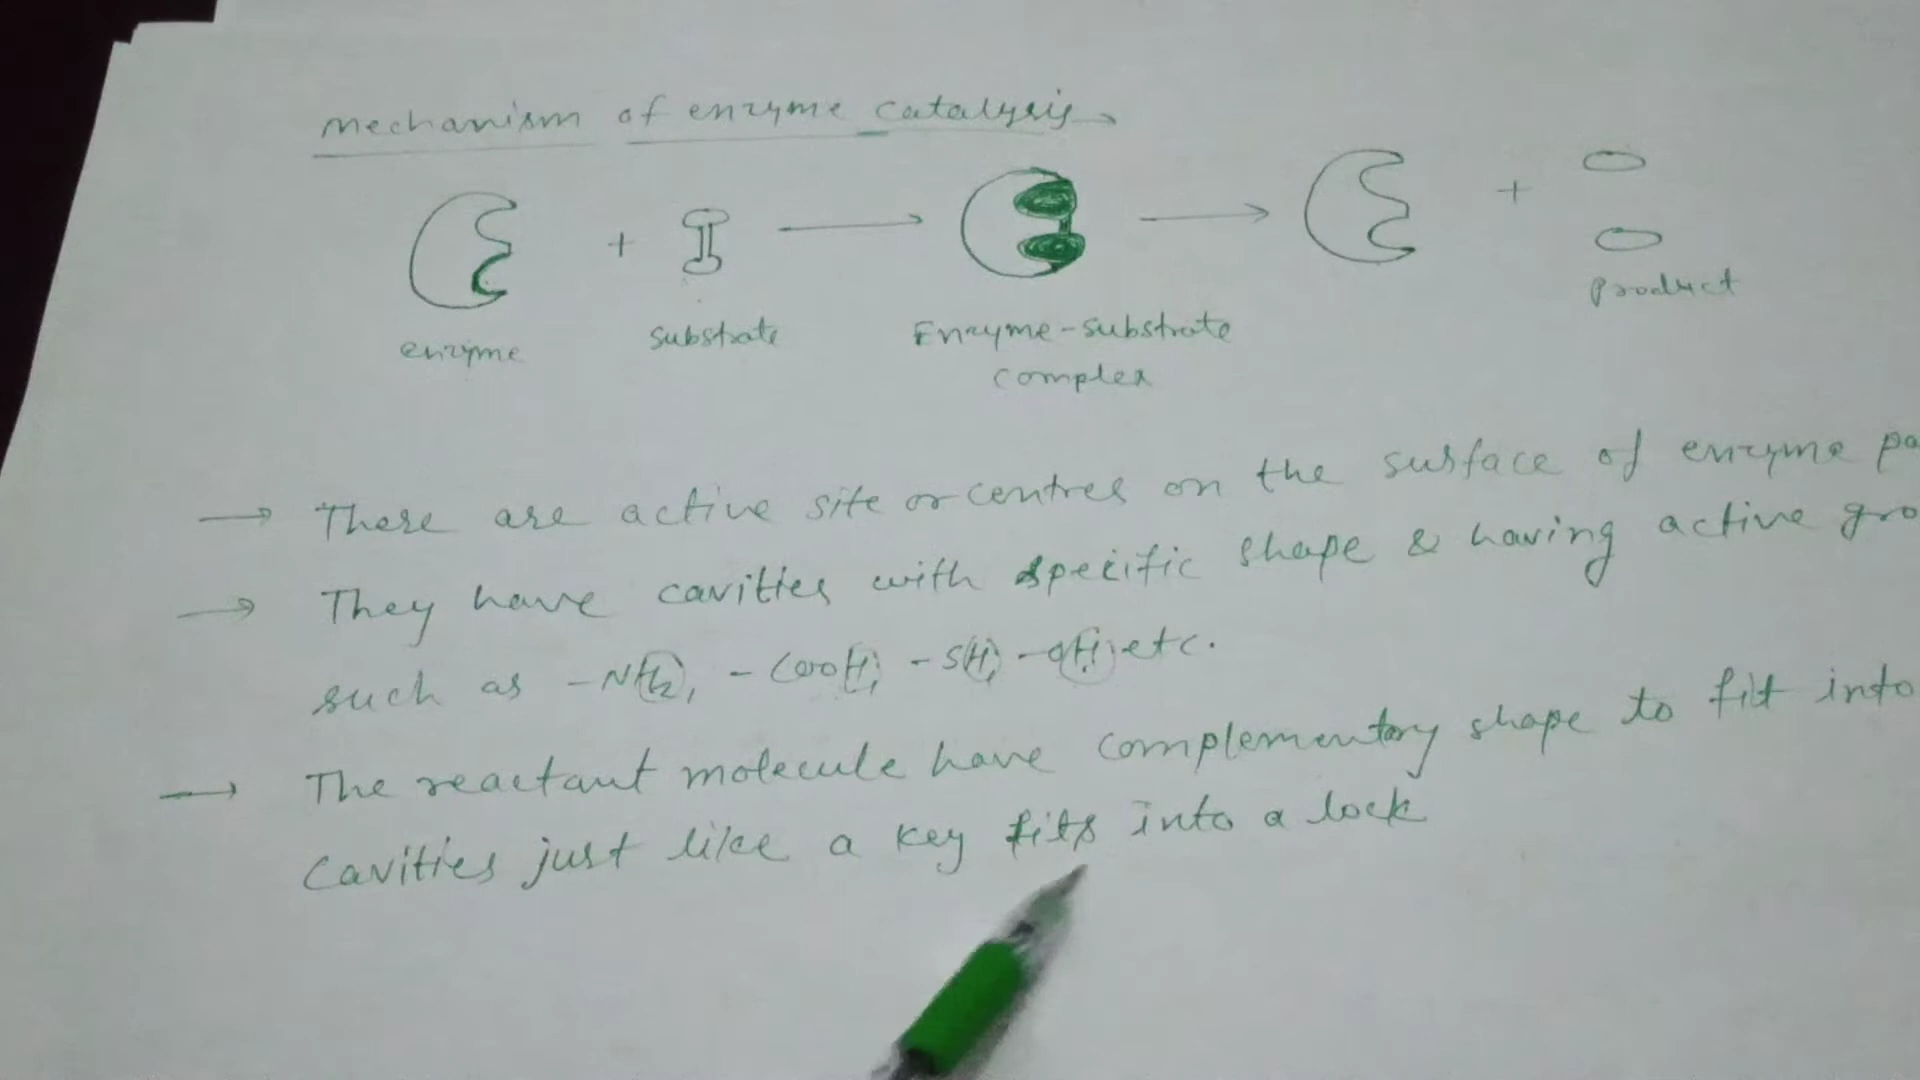 mechanism of enzyme catalysis
+
+
enzyme
substrate
Enzyme-substrate
complex
product
→ There are active site or centres on the surface of enzyme pa
→ They have cavities with specific shape & having active gro
such as -NH2, -COOH, -SH, -OH, etc.
→ The reactant molecule have complementary shape to fit into
cavities just like a key fits into a lock